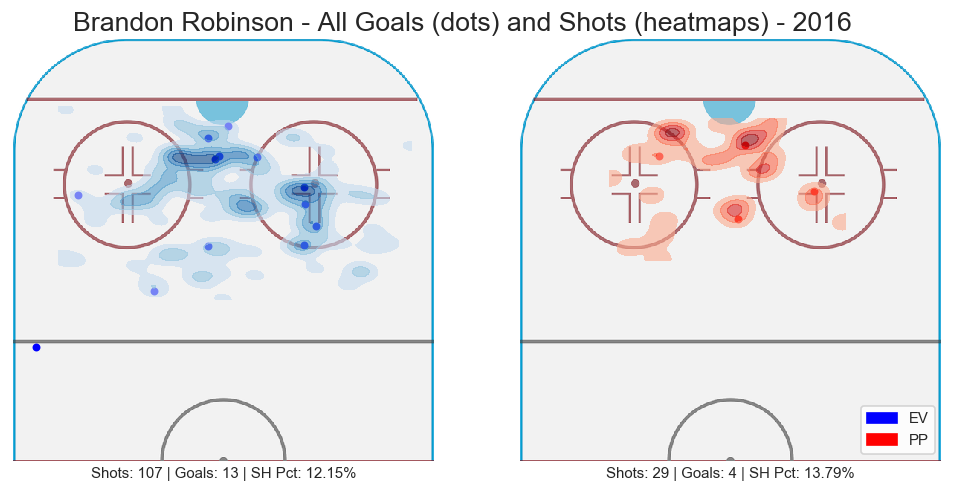 Brandon Robinson - All Goals (dots) and Shots (heatmaps) - 2016
EV
PP
Shots: 107 | Goals: 13 | SH Pct: 12.15%
Shots: 29 | Goals: 4 | SH Pct: 13.79%